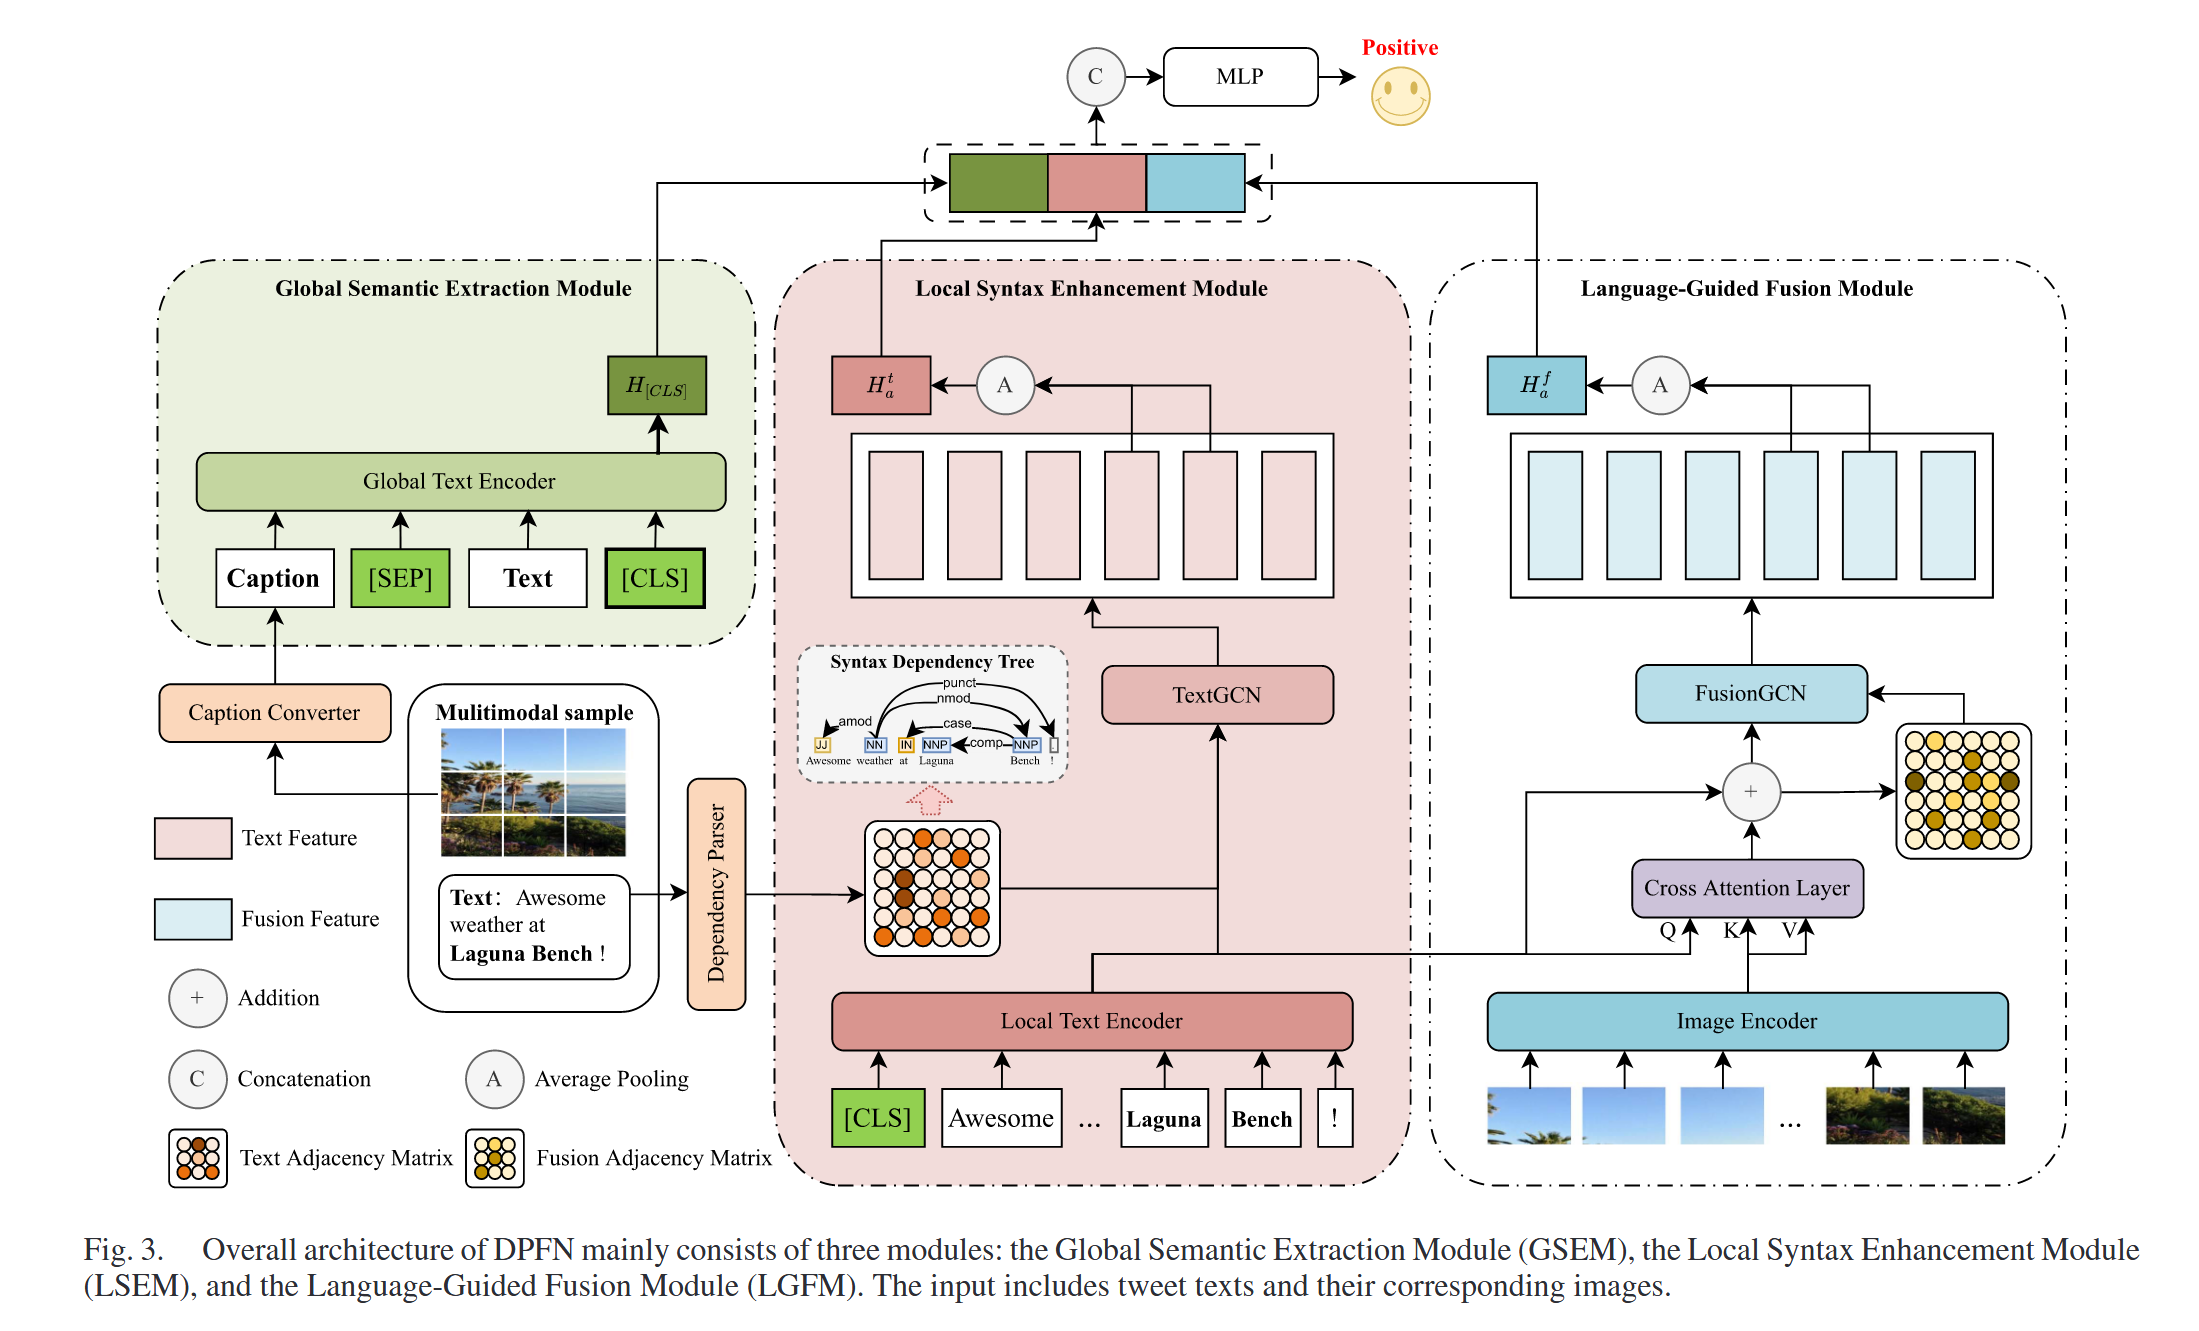 Positive
C
MLP
Global Semantic Extraction Module
H[CLS]
Global Text Encoder
Caption
[SEP]
Text
[CLS]
Caption Converter
Mulitimodal sample
Text： Awesome
weather at
Laguna Bench !
Dependency Parser
Local Syntax Enhancement Module
H_a^t
A
Syntax Dependency Tree
punct
nmod
amod
case
comp
JJ
NN
IN
NNP
NNP
.
Awesome weather at Laguna Bench !
TextGCN
Local Text Encoder
[CLS]
Awesome
...
Laguna
Bench
!
Language-Guided Fusion Module
H_a^f
A
FusionGCN
+
Cross Attention Layer
Q
K
V
Image Encoder
...
Text Feature
Fusion Feature
+ Addition
C Concatenation
A Average Pooling
Text Adjacency Matrix
Fusion Adjacency Matrix
Fig. 3. Overall architecture of DPFN mainly consists of three modules: the Global Semantic Extraction Module (GSEM), the Local Syntax Enhancement Module
(LSEM), and the Language-Guided Fusion Module (LGFM). The input includes tweet texts and their corresponding images.